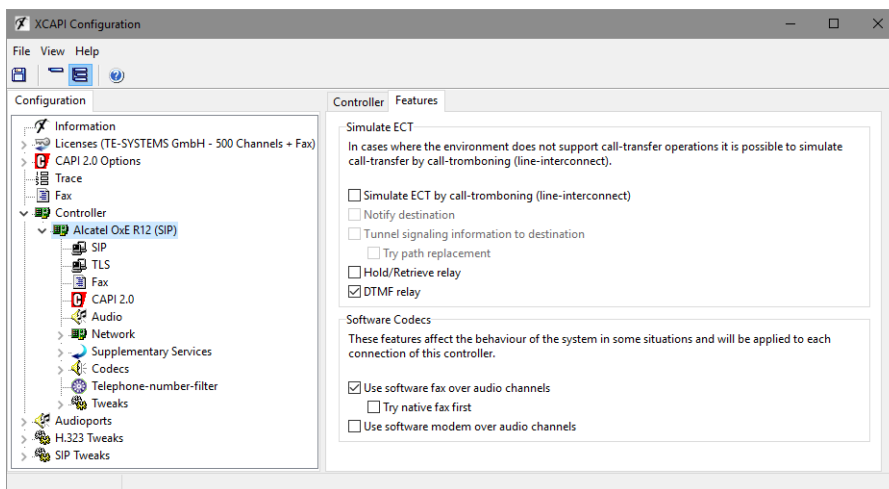 XCAPI Configuration
File View Help
Configuration
Information
Licenses (TE-SYSTEMS GmbH - 500 Channels + Fax)
CAPI 2.0 Options
Trace
Fax
Controller
Alcatel OxE R12 (SIP)
SIP
TLS
Fax
CAPI 2.0
Audio
Network
Supplementary Services
Codecs
Telephone-number-filter
Tweaks
Audioports
H.323 Tweaks
SIP Tweaks
Controller Features
Simulate ECT
In cases where the environment does not support call-transfer operations it is possible to simulate
call-transfer by call-tromboning (line-interconnect).
Simulate ECT by call-tromboning (line-interconnect)
Notify destination
Tunnel signaling information to destination
Try path replacement
Hold/Retrieve relay
DTMF relay
Software Codecs
These features affect the behaviour of the system in some situations and will be applied to each
connection of this controller.
Use software fax over audio channels
Try native fax first
Use software modem over audio channels